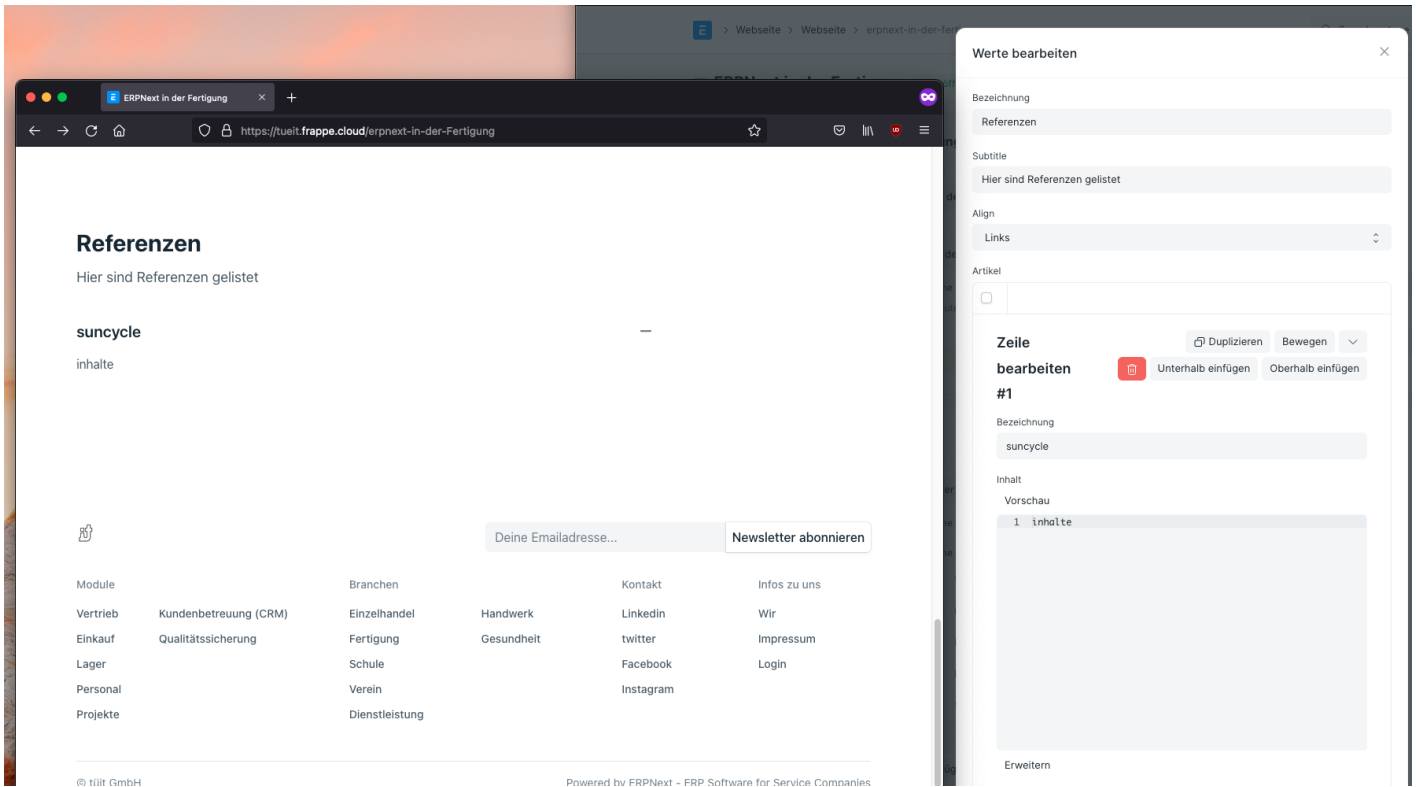 Webseite > Webseite > erpnext-in-der-fert
Werte bearbeiten
ERPNext in der Fertigung
https://tueit.frappe.cloud/erpnext-in-der-Fertigung
Referenzen
Hier sind Referenzen gelistet
suncycle
inhalte
Deine Emailadresse...
Newsletter abonnieren
Module
Branchen
Kontakt
Infos zu uns
Vertrieb
Kundenbetreuung (CRM)
Einzelhandel
Handwerk
Linkedin
Wir
Einkauf
Qualitätssicherung
Fertigung
Gesundheit
twitter
Impressum
Lager
Schule
Facebook
Login
Personal
Verein
Instagram
Projekte
Dienstleistung
© tüit GmbH
Powered by ERPNext - ERP Software for Service Companies
Bezeichnung
Referenzen
Subtitle
Hier sind Referenzen gelistet
Align
Links
Artikel
Zeile
bearbeiten
#1
Duplizieren
Bewegen
Unterhalb einfügen
Oberhalb einfügen
Bezeichnung
suncycle
Inhalt
Vorschau
1 inhalte
Erweitern